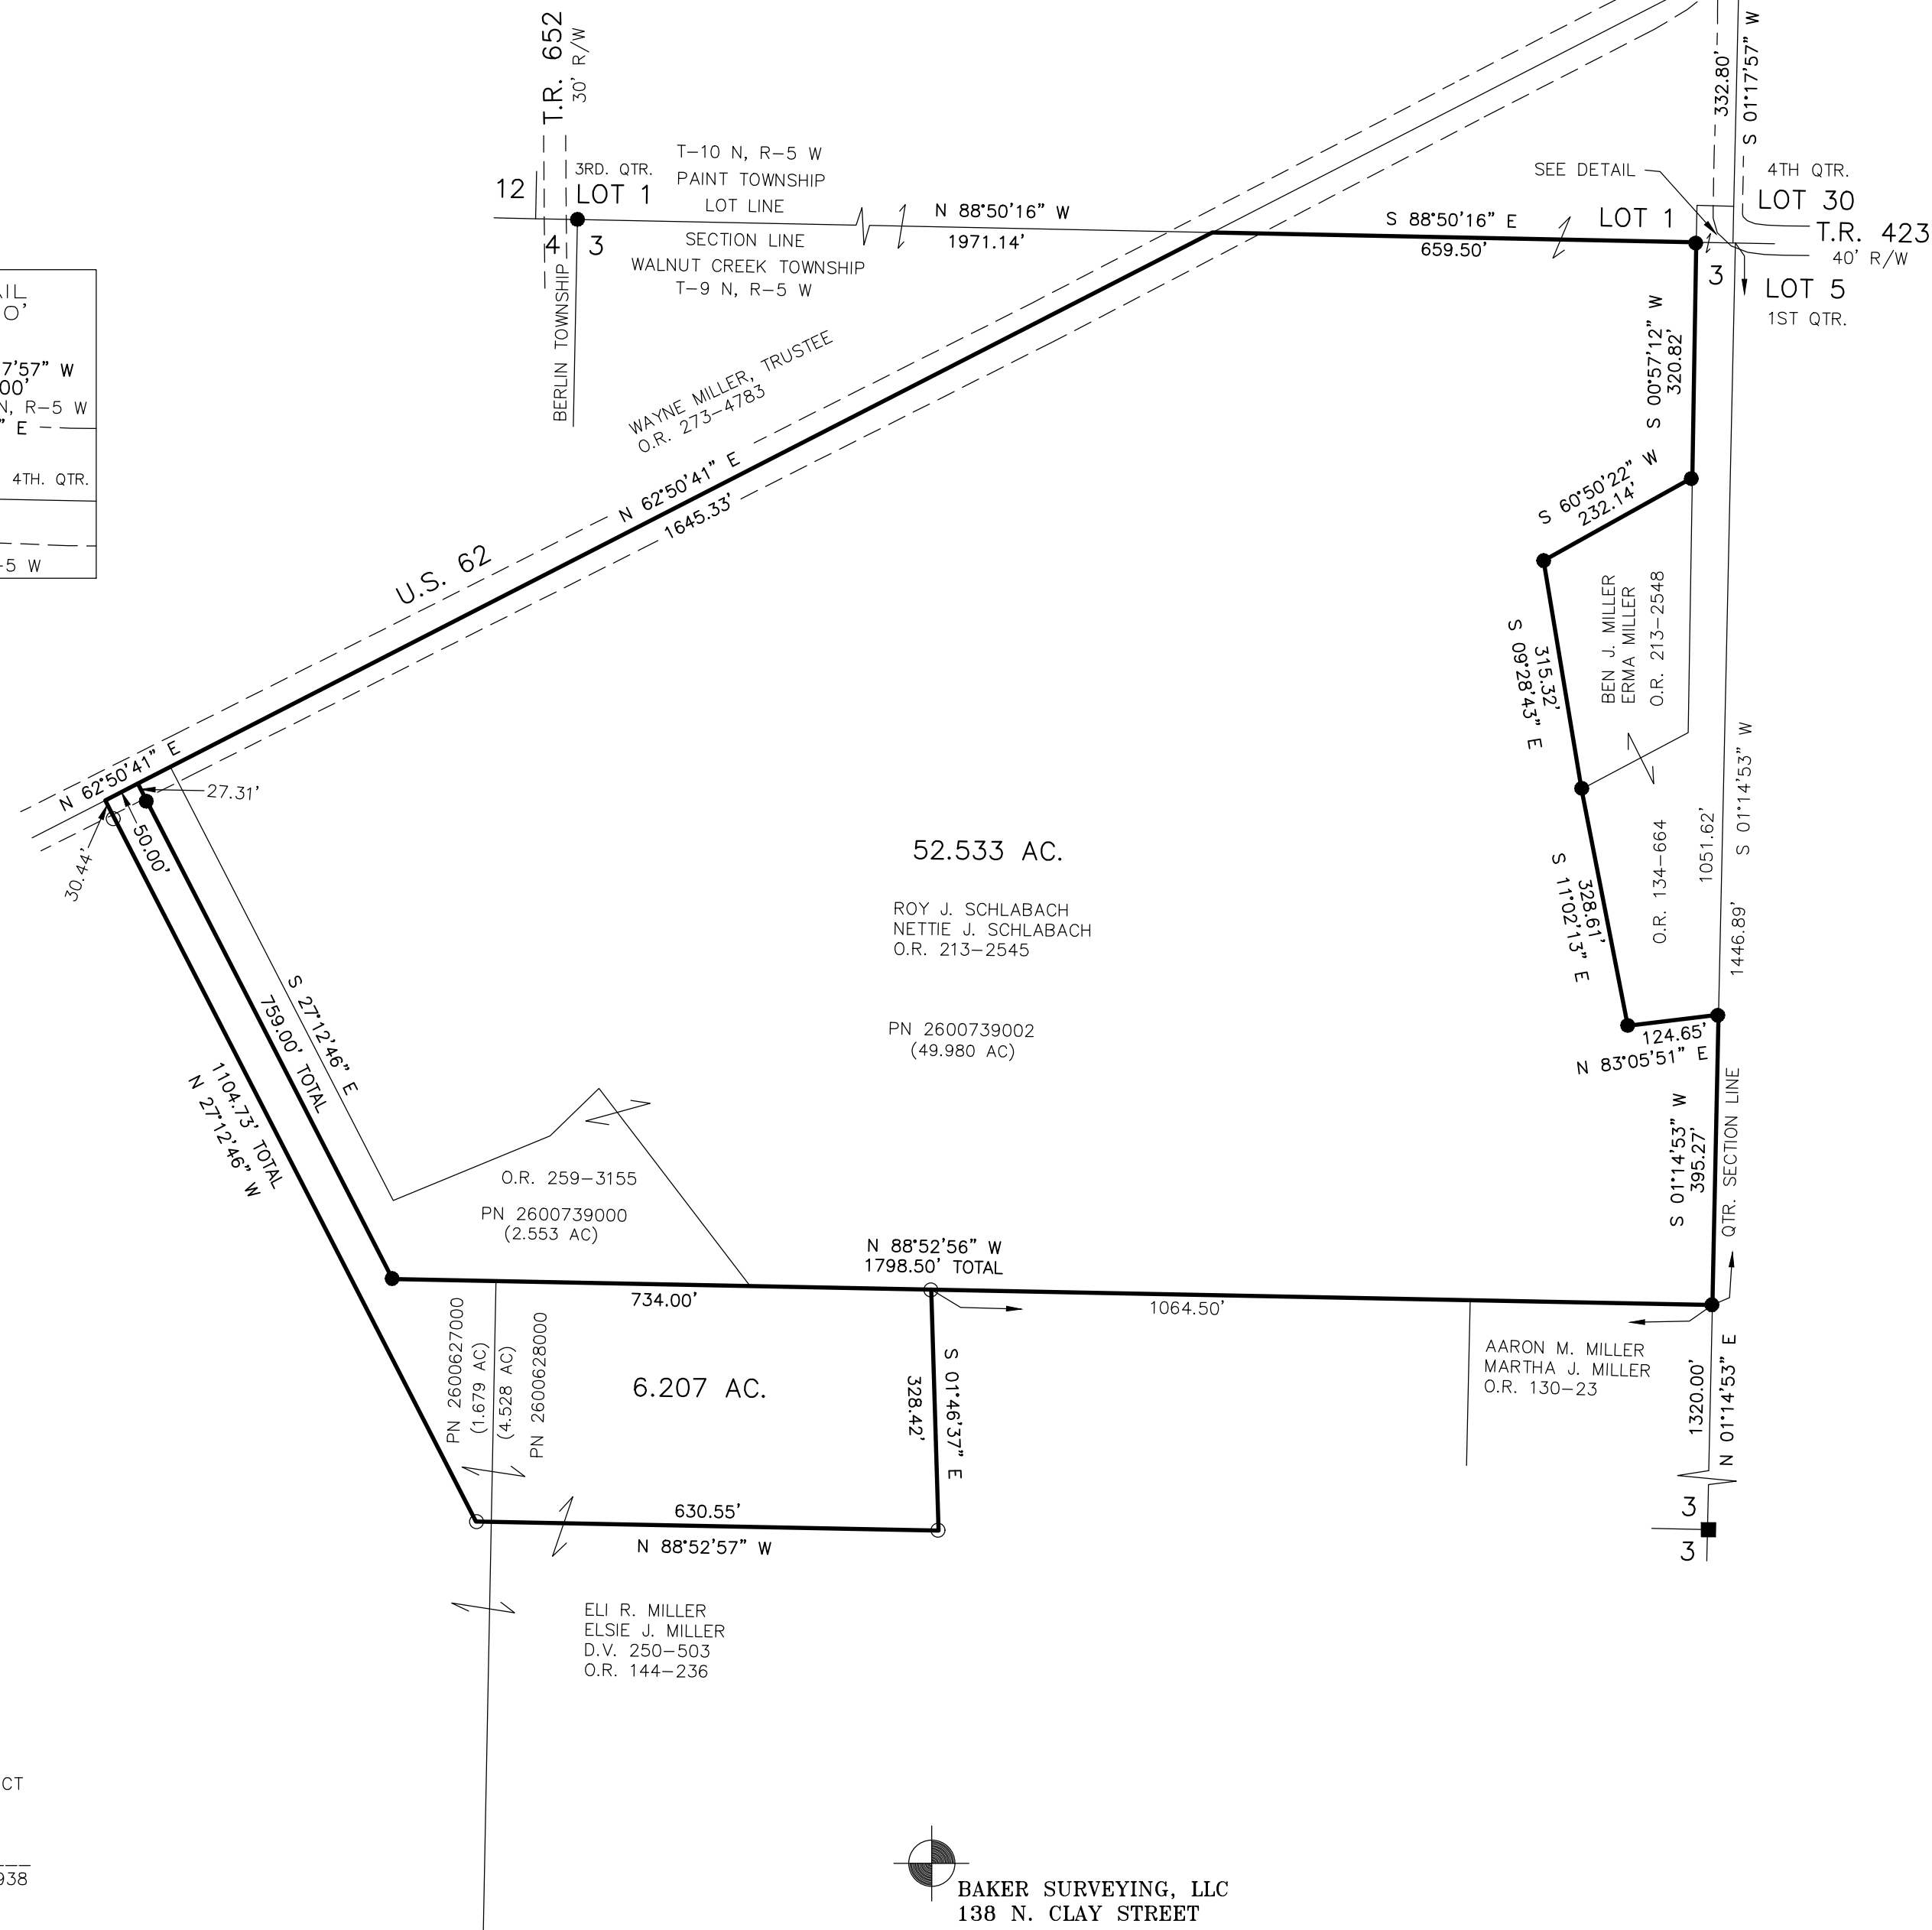 T.R. 652
30' R/W
12
3RD. QTR.
LOT 1
T-10 N, R-5 W
PAINT TOWNSHIP
LOT LINE
4
3
SECTION LINE
WALNUT CREEK TOWNSHIP
T-9 N, R-5 W
BERLIN TOWNSHIP
N 88°50'16" W
1971.14'
S 88°50'16" E
659.50'
LOT 1
SEE DETAIL
332.80'
S 01°17'57" W
4TH QTR.
LOT 30
T.R. 423
40' R/W
3
LOT 5
1ST QTR.
7'57" W
00'
N, R-5 W
" E
4TH. QTR.
-5 W
WAYNE MILLER, TRUSTEE
O.R. 273-4783
N 62°50'41" E
1645.33'
U.S. 62
S 00°57'12" W
320.82'
S 60°50'22" W
232.14'
BEN J. MILLER
ERMA MILLER
O.R. 213-2548
315.32'
S 09°28'43" E
N 62°50'41" E
27.31'
50.00'
30.44'
52.533 AC.
ROY J. SCHLABACH
NETTIE J. SCHLABACH
O.R. 213-2545
PN 2600739002
(49.980 AC)
328.61'
S 11°02'13" E
O.R. 134-664
1051.62'
S 01°14'53" W
1446.89'
124.65'
N 83°05'51" E
S 27°12'46" E
759.00' TOTAL
1104.73' TOTAL
N 27°12'46" W
O.R. 259-3155
PN 2600739000
(2.553 AC)
S 01°14'53" W
395.27'
QTR. SECTION LINE
N 88°52'56" W
1798.50' TOTAL
734.00'
1064.50'
PN 2600627000
(1.679 AC)
(4.528 AC)
PN 2600628000
6.207 AC.
328.42'
S 01°46'37" E
AARON M. MILLER
MARTHA J. MILLER
O.R. 130-23
1320.00'
N 01°14'53" E
3
3
630.55'
N 88°52'57" W
ELI R. MILLER
ELSIE J. MILLER
D.V. 250-503
O.R. 144-236
CT
938
BAKER SURVEYING, LLC
138 N. CLAY STREET